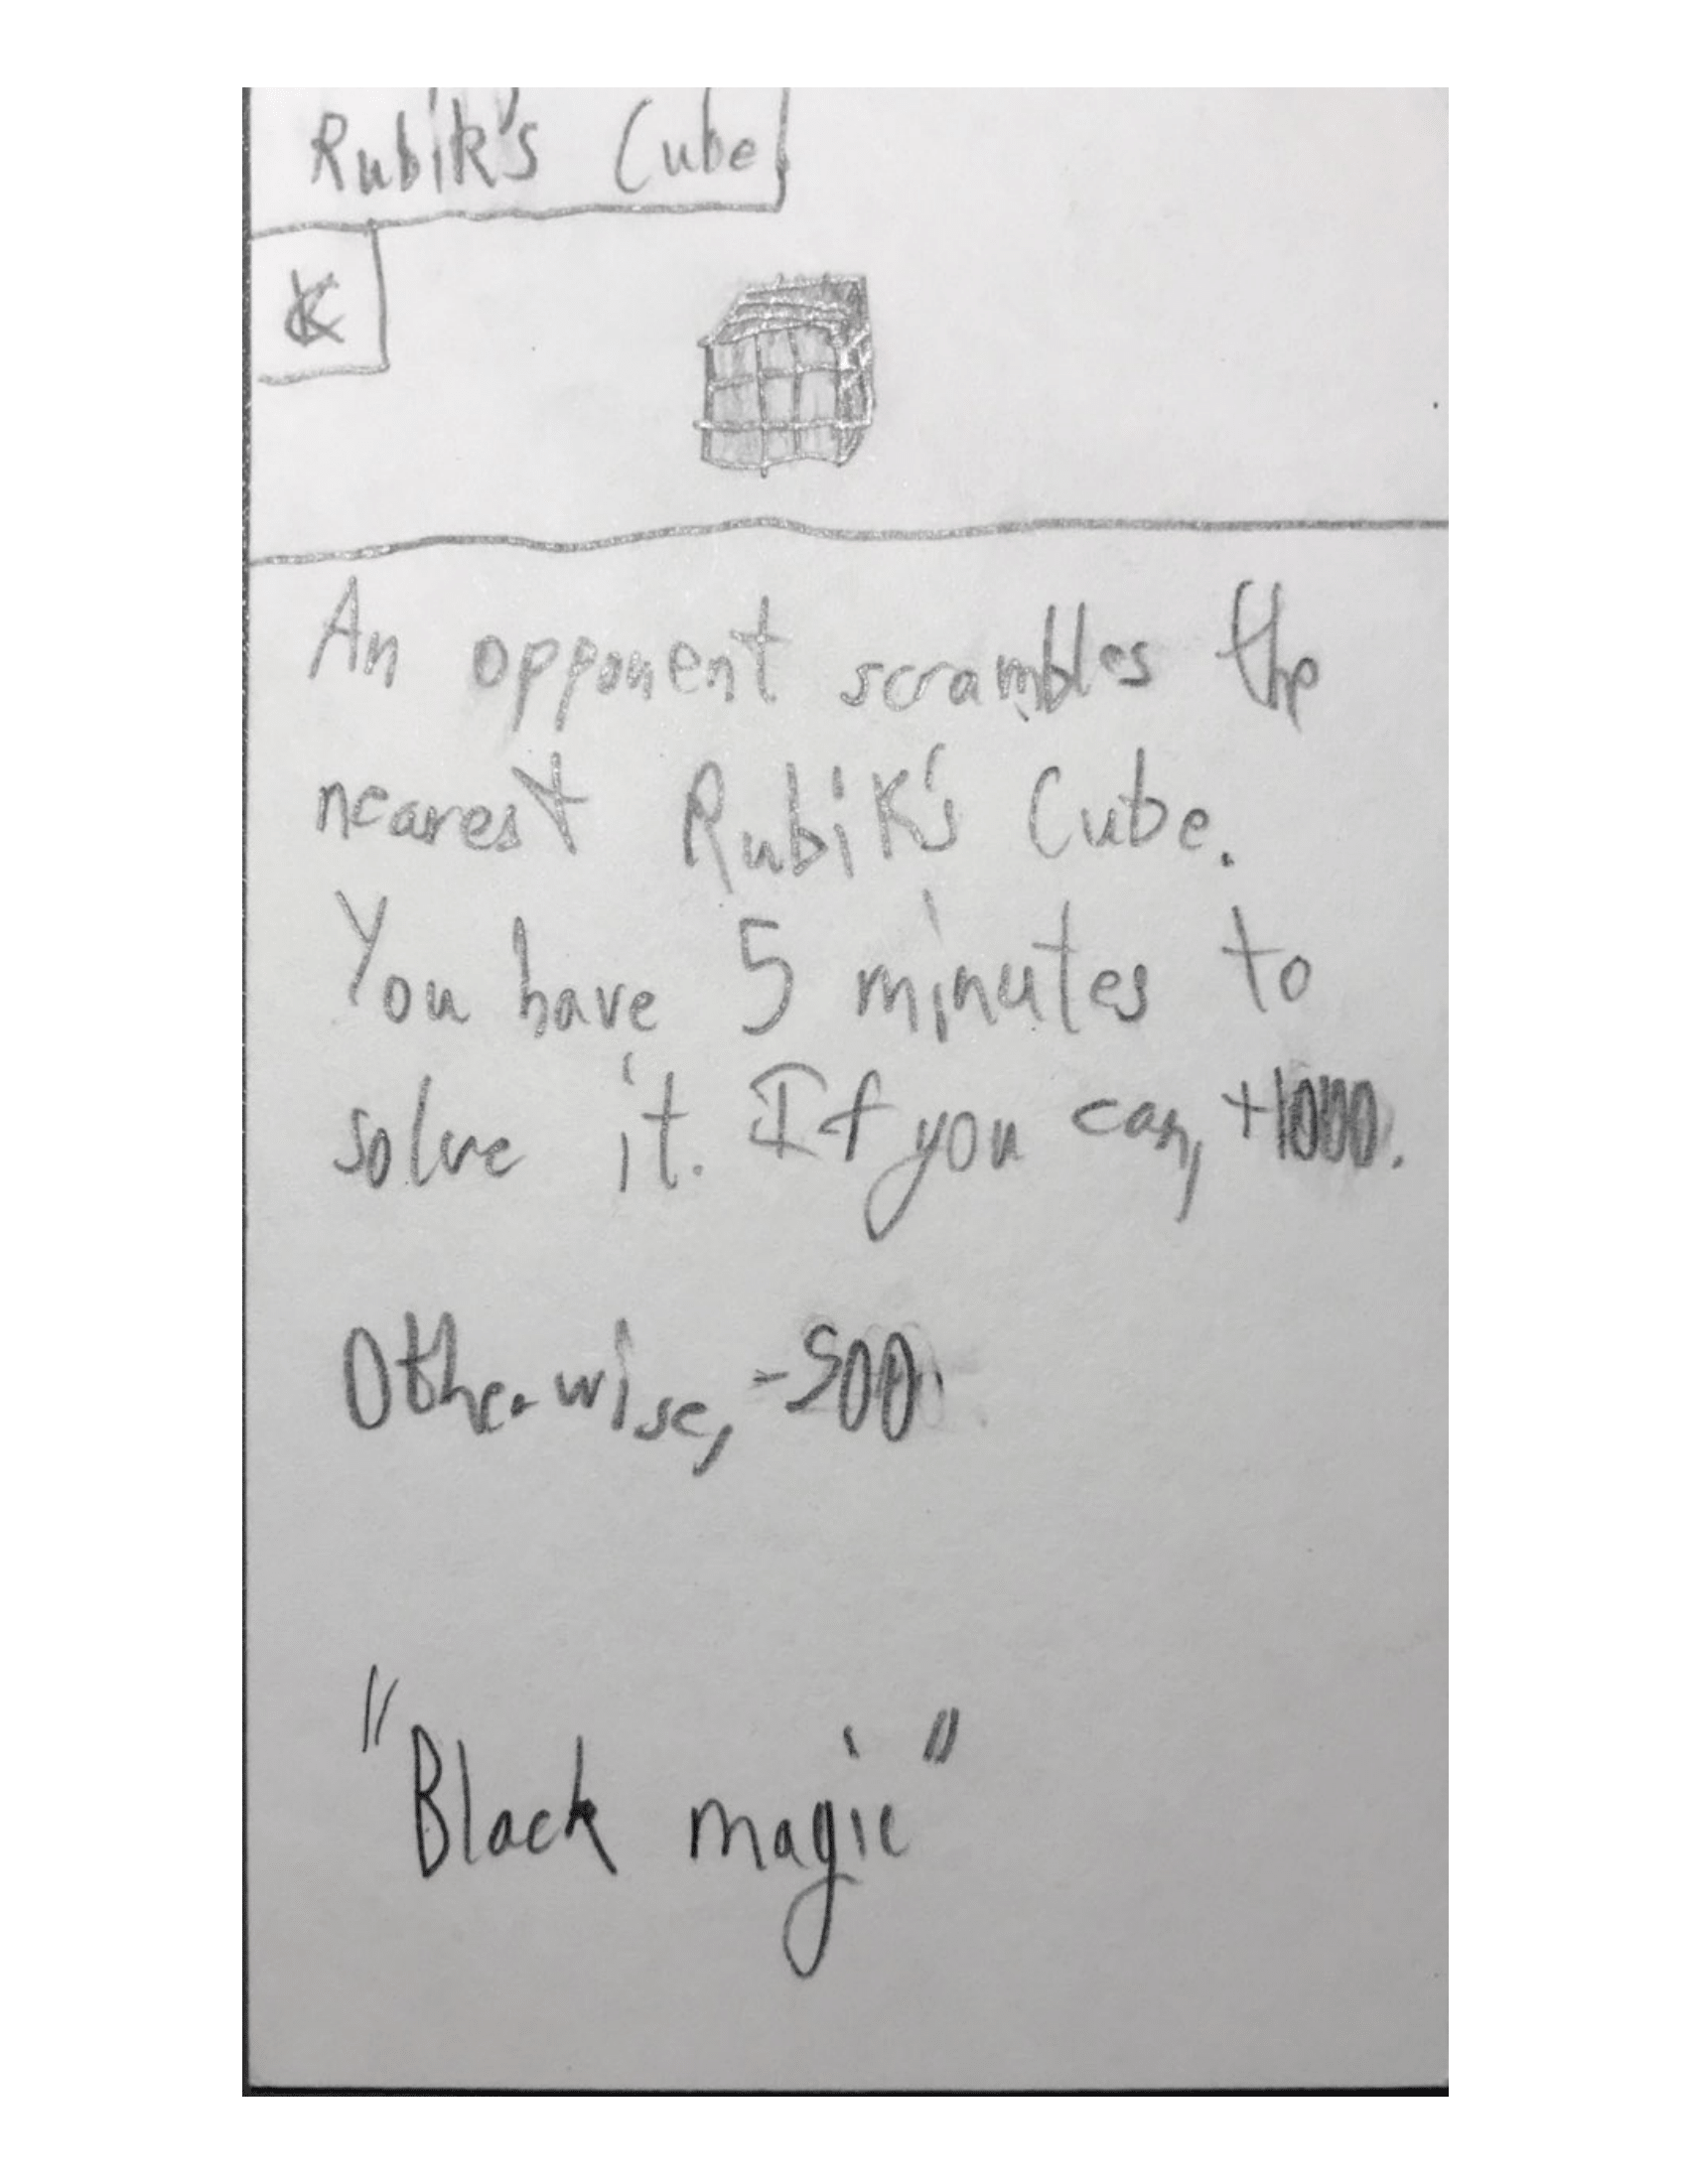 Rubik's Cube
An opponent scrambles the
nearest Rubik's Cube.
You have 5 minutes to
solve it. If you can, +1000.
Otherwise, -500.
"Black magic"